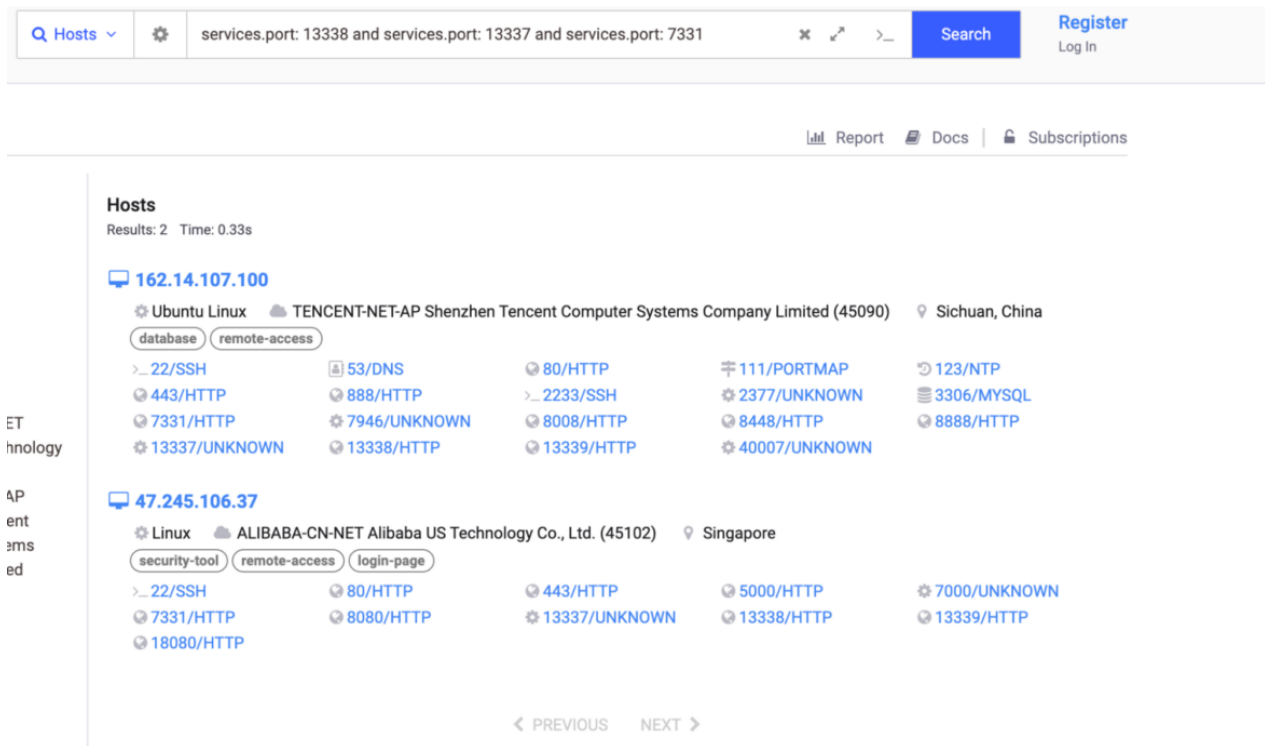 Hosts services.port: 13338 and services.port: 13337 and services.port: 7331 >_ Search Register
Log In
Report Docs Subscriptions
Hosts
Results: 2 Time: 0.33s
162.14.107.100
Ubuntu Linux TENCENT-NET-AP Shenzhen Tencent Computer Systems Company Limited (45090) Sichuan, China
database remote-access
>_ 22/SSH 53/DNS 80/HTTP 111/PORTMAP 123/NTP
443/HTTP 888/HTTP >_ 2233/SSH 2377/UNKNOWN 3306/MYSQL
7331/HTTP 7946/UNKNOWN 8008/HTTP 8448/HTTP 8888/HTTP
13337/UNKNOWN 13338/HTTP 13339/HTTP 40007/UNKNOWN
ET
hnology
AP
ent
ems
ed
47.245.106.37
Linux ALIBABA-CN-NET Alibaba US Technology Co., Ltd. (45102) Singapore
security-tool remote-access login-page
>_ 22/SSH 80/HTTP 443/HTTP 5000/HTTP 7000/UNKNOWN
7331/HTTP 8080/HTTP 13337/UNKNOWN 13338/HTTP 13339/HTTP
18080/HTTP
PREVIOUS NEXT